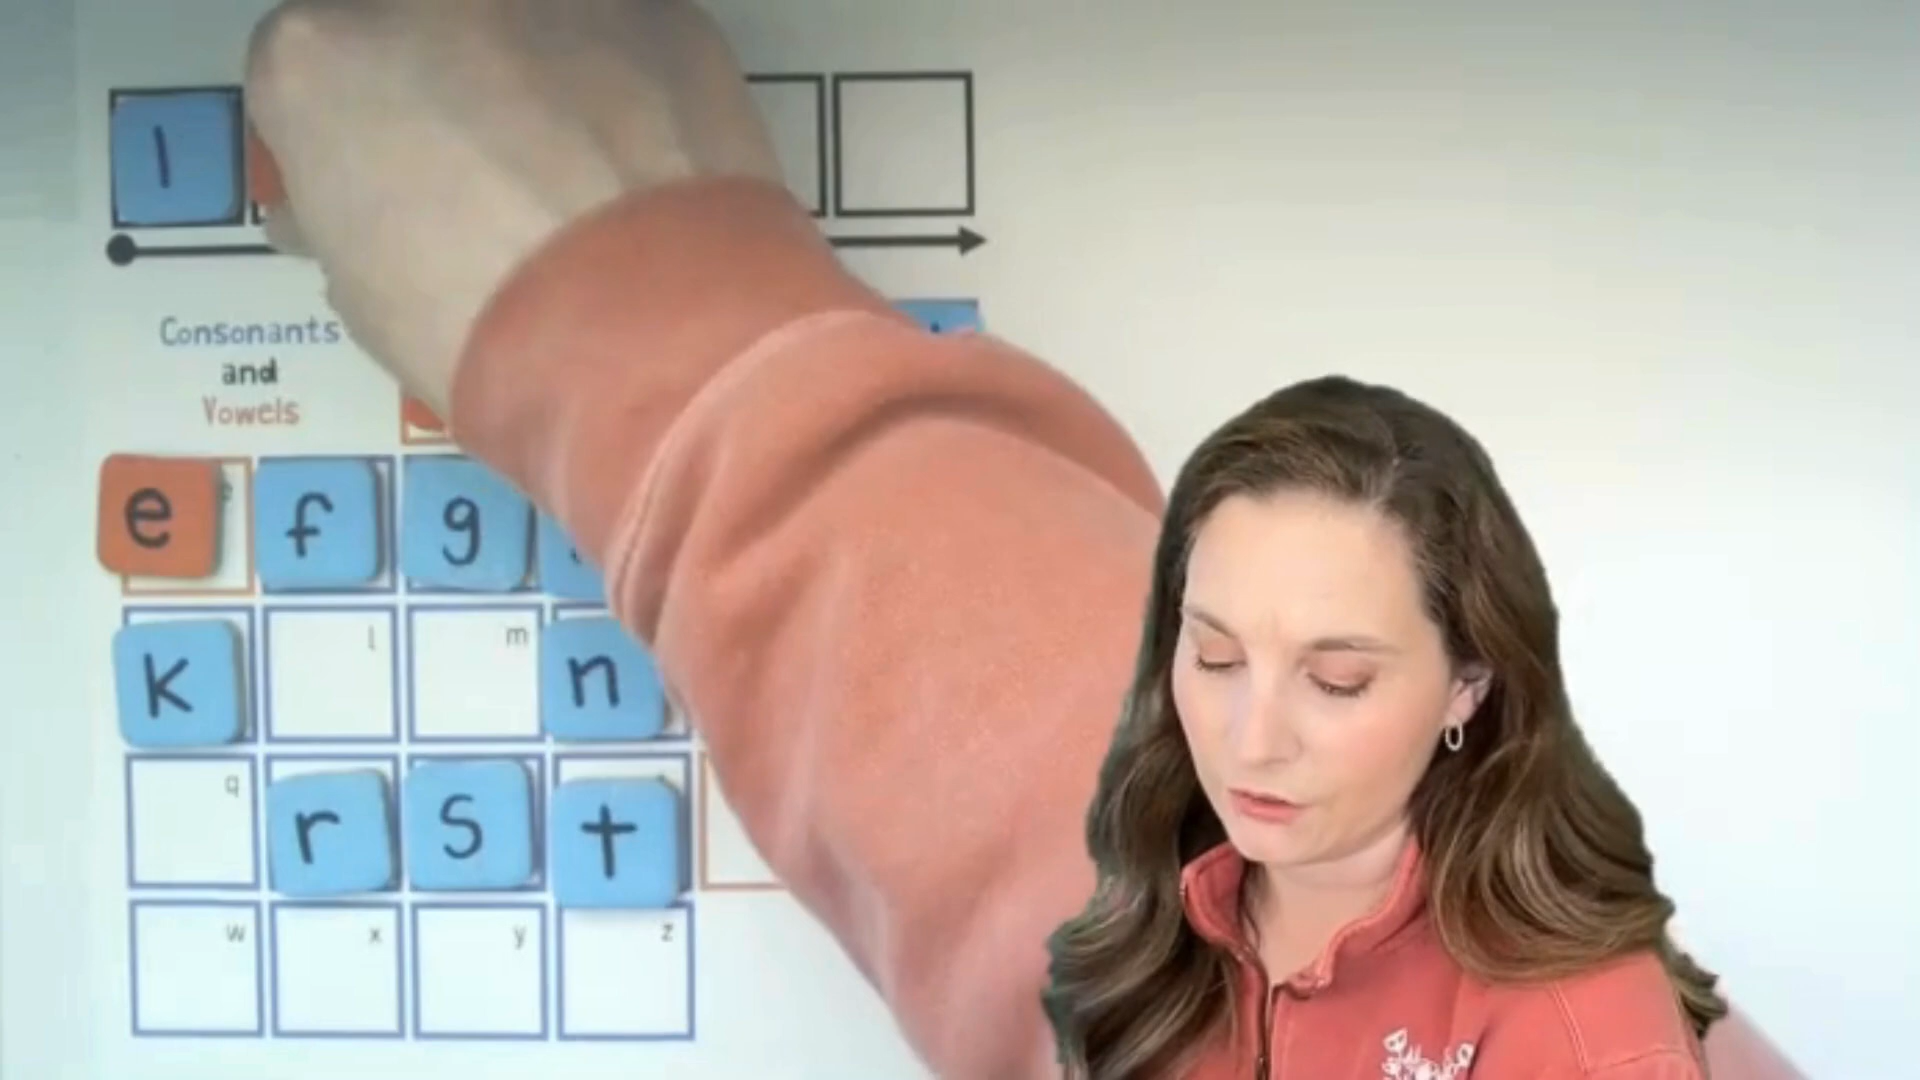 l
Consonants
and
Vowels
e f g
k l m n
q r s t
w x y z